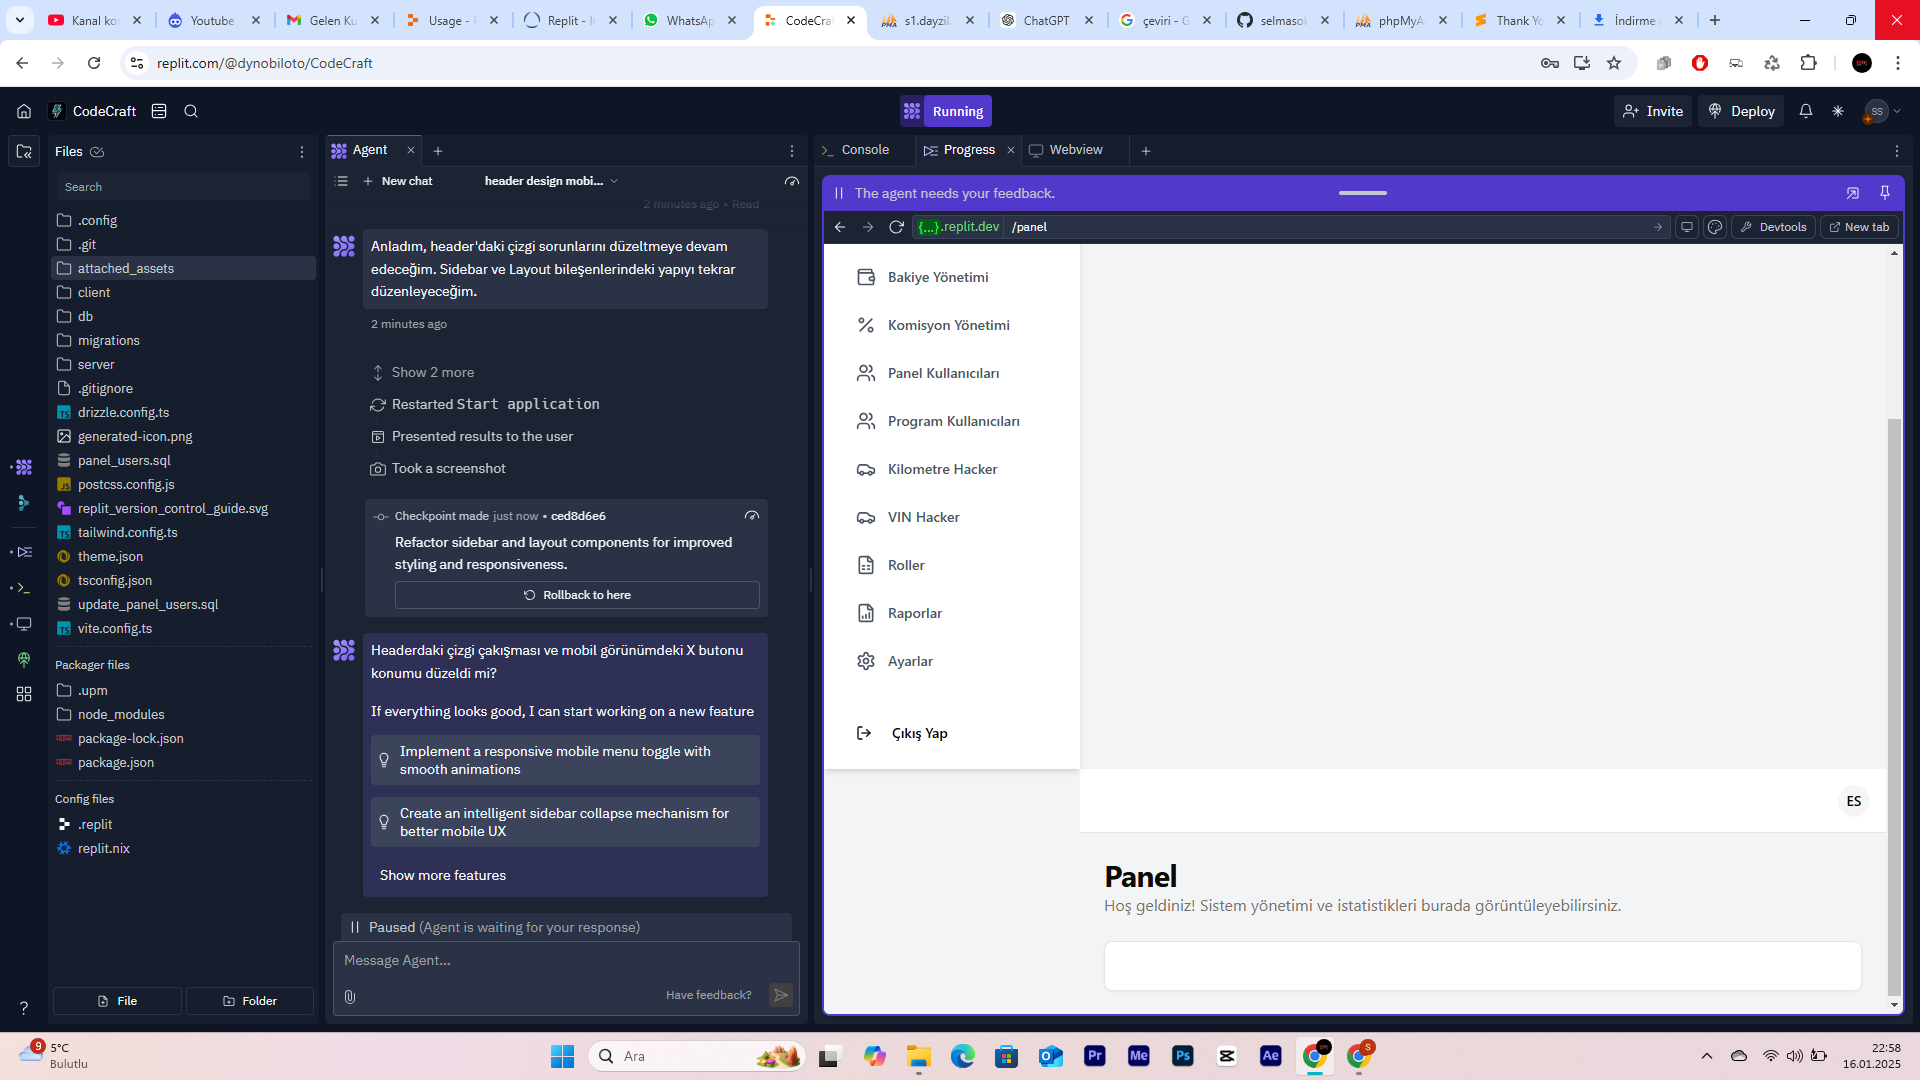 Kanal ko
Youtube
Gelen Ku
Usage - F
Replit - I
WhatsAp
CodeCra
s1.dayzil
ChatGPT
çeviri - G
selmasok
phpMyA
Thank Yo
İndirme
replit.com/@dynobiloto/CodeCraft
CodeCraft
Running
Invite
Deploy
SS
Files
Search
.config
.git
attached_assets
client
db
migrations
server
.gitignore
drizzle.config.ts
generated-icon.png
panel_users.sql
postcss.config.js
replit_version_control_guide.svg
tailwind.config.ts
theme.json
tsconfig.json
update_panel_users.sql
vite.config.ts
Packager files
.upm
node_modules
package-lock.json
package.json
Config files
.replit
replit.nix
File
Folder
Agent
New chat
header design mobi...
2 minutes ago • Read
Anladım, header'daki çizgi sorunlarını düzeltmeye devam
edeceğim. Sidebar ve Layout bileşenlerindeki yapıyı tekrar
düzenleyeceğim.
2 minutes ago
Show 2 more
Restarted Start application
Presented results to the user
Took a screenshot
Checkpoint made just now • ced8d6e6
Refactor sidebar and layout components for improved
styling and responsiveness.
Rollback to here
Headerdaki çizgi çakışması ve mobil görünümdeki X butonu
konumu düzeldi mi?
If everything looks good, I can start working on a new feature
Implement a responsive mobile menu toggle with
smooth animations
Create an intelligent sidebar collapse mechanism for
better mobile UX
Show more features
Paused (Agent is waiting for your response)
Message Agent...
Have feedback?
Console
Progress
Webview
The agent needs your feedback.
{...}.replit.dev
/panel
Devtools
New tab
Bakiye Yönetimi
Komisyon Yönetimi
Panel Kullanıcıları
Program Kullanıcıları
Kilometre Hacker
VIN Hacker
Roller
Raporlar
Ayarlar
Çıkış Yap
ES
Panel
Hoş geldiniz! Sistem yönetimi ve istatistikleri burada görüntüleyebilirsiniz.
9
5°C
Bulutlu
Ara
Pr
Me
Ps
Ae
S
22:58
16.01.2025